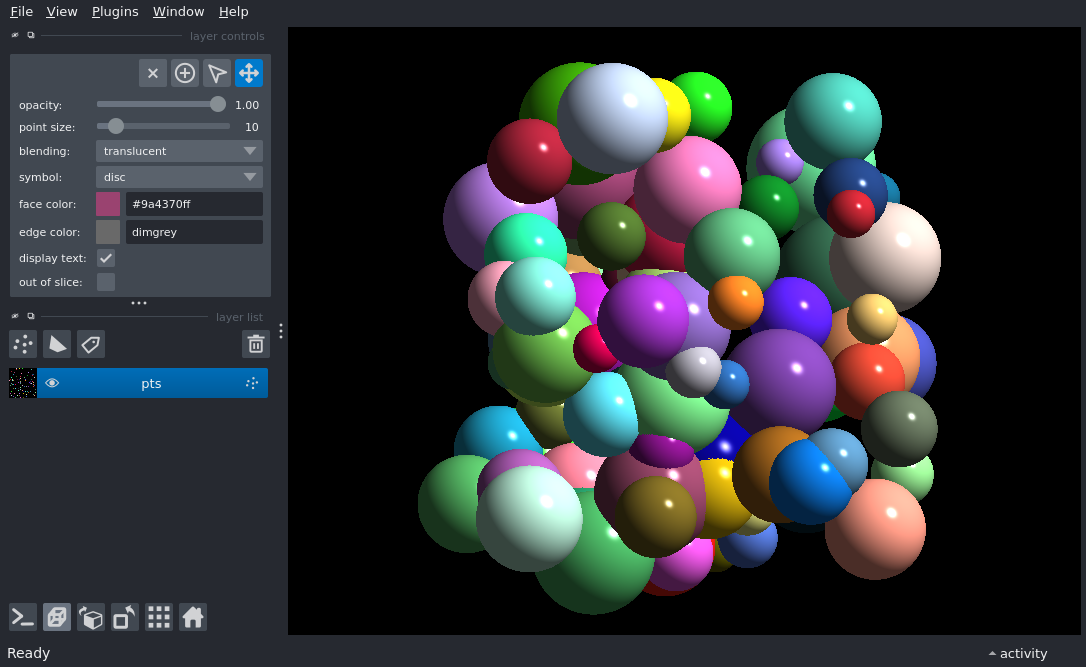 File View Plugins Window Help
layer controls
opacity: 1.00
point size: 10
blending: translucent
symbol: disc
face color: #9a4370ff
edge color: dimgrey
display text:
out of slice:
layer list
pts
Ready activity